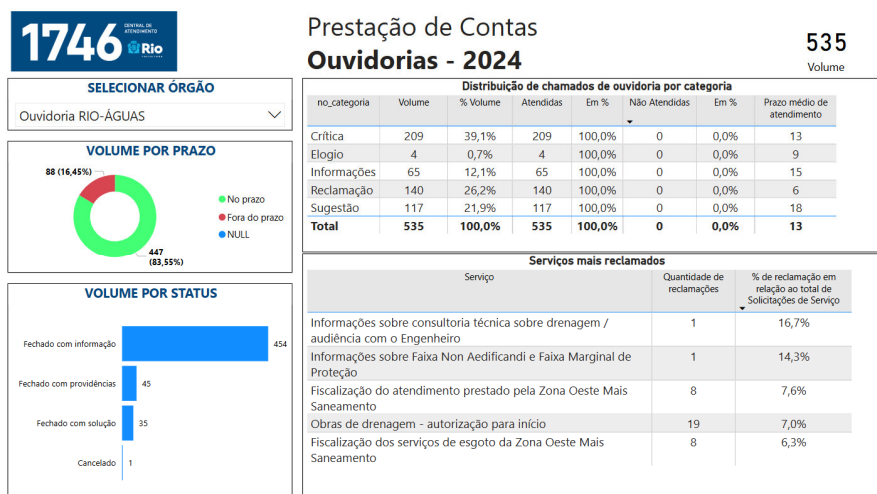 1746
CENTRAL DE
ATENDIMENTO
Rio
Prestação de Contas
Ouvidorias - 2024
535
Volume
SELECIONAR ÓRGÃO
Ouvidoria RIO-ÁGUAS
VOLUME POR PRAZO
88 (16,45%)
447
(83,55%)
No prazo
Fora do prazo
NULL
VOLUME POR STATUS
Fechado com informação 454
Fechado com providências 45
Fechado com solução 35
Cancelado 1
Distribuição de chamados de ouvidoria por categoria
no_categoria Volume % Volume Atendidas Em % Não Atendidas Em % Prazo médio de
atendimento
Crítica 209 39,1% 209 100,0% 0 0,0% 13
Elogio 4 0,7% 4 100,0% 0 0,0% 9
Informações 65 12,1% 65 100,0% 0 0,0% 15
Reclamação 140 26,2% 140 100,0% 0 0,0% 6
Sugestão 117 21,9% 117 100,0% 0 0,0% 18
Total 535 100,0% 535 100,0% 0 0,0% 13
Serviços mais reclamados
Serviço Quantidade de % de reclamação em
reclamações relação ao total de
Solicitações de Serviço
Informações sobre consultoria técnica sobre drenagem / 1 16,7%
audiência com o Engenheiro
Informações sobre Faixa Non Aedificandi e Faixa Marginal de 1 14,3%
Proteção
Fiscalização do atendimento prestado pela Zona Oeste Mais 8 7,6%
Saneamento
Obras de drenagem - autorização para início 19 7,0%
Fiscalização dos serviços de esgoto da Zona Oeste Mais 8 6,3%
Saneamento